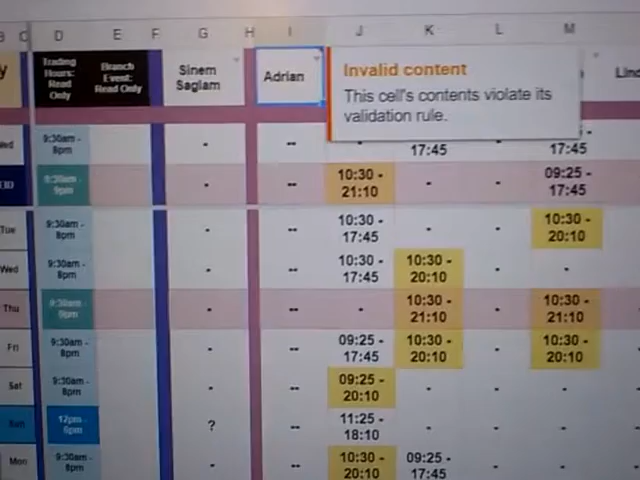 D E F G H I J K L M
Trading Hours: Read Only
Branch Event: Read Only
Sinem Saglam
Adrian
Invalid content
This cell's contents violate its
validation rule.
9:30am - 8pm - -- 17:45 17:45
- -- 10:30 - 21:10 - - 09:25 - 17:45
Tue 9:30am - 8pm - -- 10:30 - 17:45 - - 10:30 - 20:10
Wed 9:30am - 8pm - -- 10:30 - 17:45 10:30 - 20:10 - -
Thu - -- - 10:30 - 21:10 - 10:30 - 21:10
Fri 9:30am - 8pm - -- 09:25 - 17:45 10:30 - 20:10 - 10:30 - 20:10
Sat 9:30am - 8pm - -- 09:25 - 20:10 - - -
Sun 12pm - 6pm ? -- 11:25 - 18:10 - - -
Mon 9:30am - 8pm - -- 10:30 - 20:10 09:25 - 17:45 - -